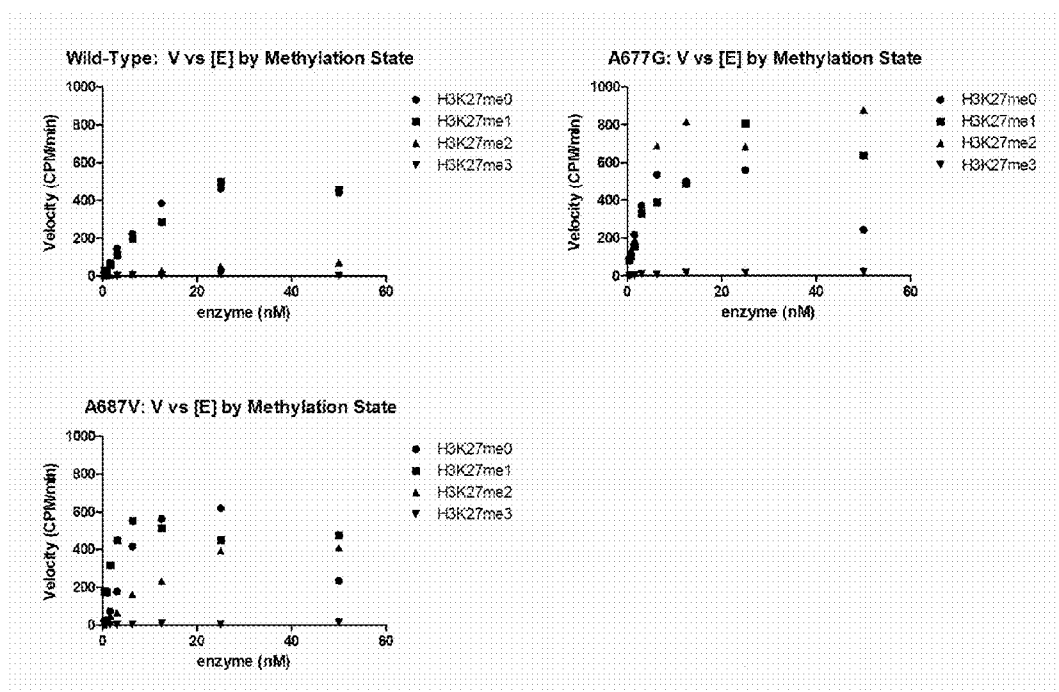 Wild-Type: V vs [E] by Methylation State
1000
800
600
400
200
0
0
20
40
60
Velocity (CPM/min)
enzyme (nM)
H3K27me0
H3K27me1
H3K27me2
H3K27me3
A677G: V vs [E] by Methylation State
1000
800
600
400
200
0
0
20
40
60
Velocity (CPM/min)
enzyme (nM)
H3K27me0
H3K27me1
H3K27me2
H3K27me3
A687V: V vs [E] by Methylation State
1000
800
600
400
200
0
0
20
40
60
Velocity (CPM/min)
enzyme (nM)
H3K27me0
H3K27me1
H3K27me2
H3K27me3